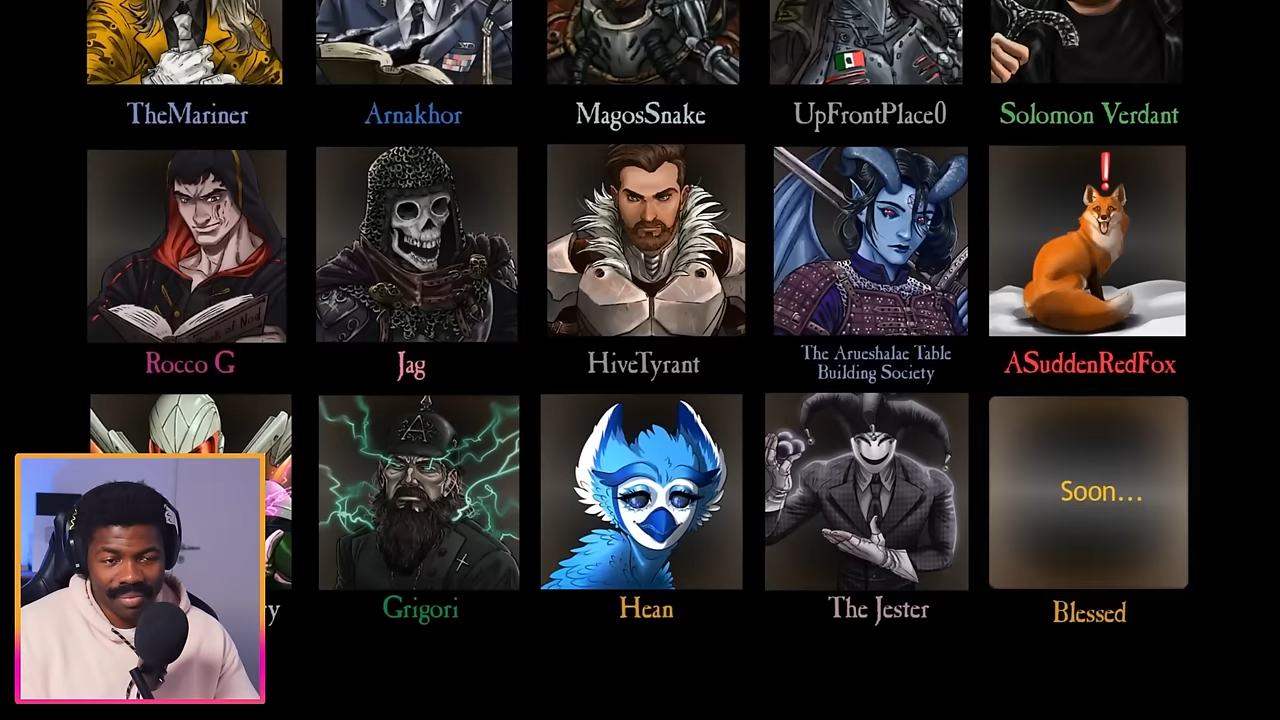 TheMariner
Arnakhor
MagosSnake
UpFrontPlace0
Solomon Verdant
Rocco G
Jag
HiveTyrant
The Arueshalae Table
Building Society
ASuddenRedFox
Grigori
Hean
The Jester
Soon...
Blessed